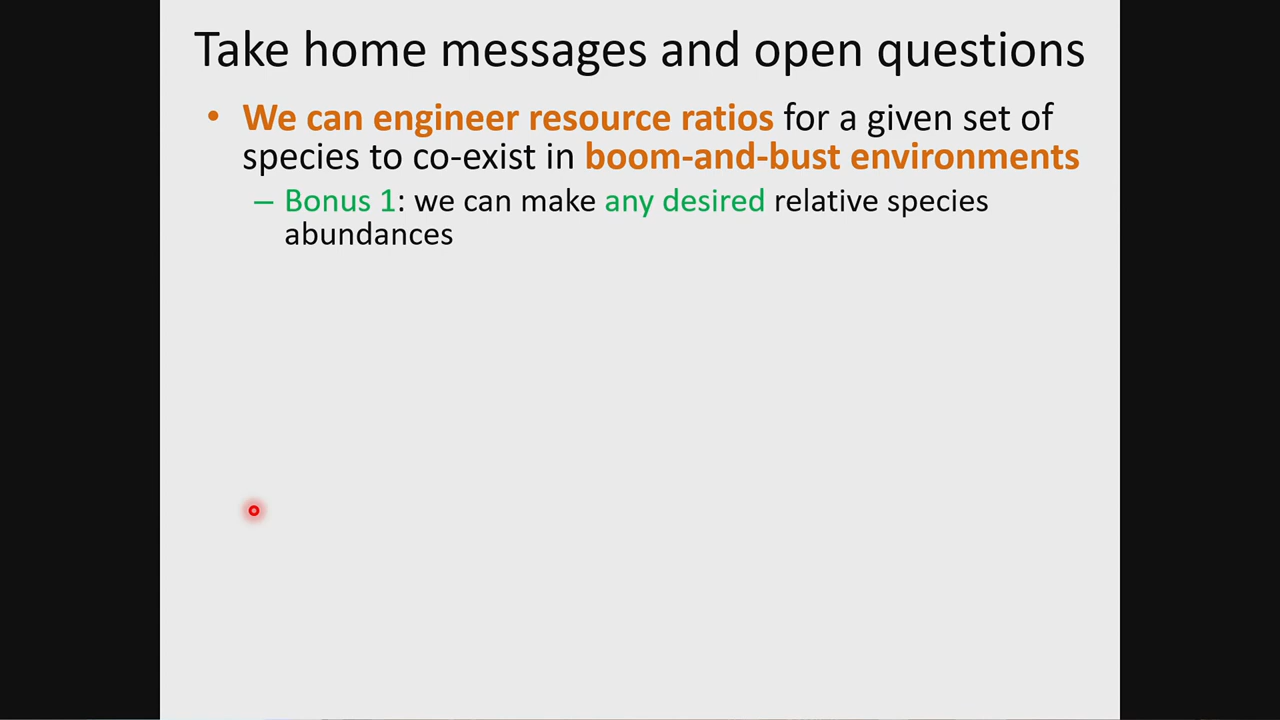 Take home messages and open questions
• We can engineer resource ratios for a given set of
species to co-exist in boom-and-bust environments
– Bonus 1: we can make any desired relative species
abundances